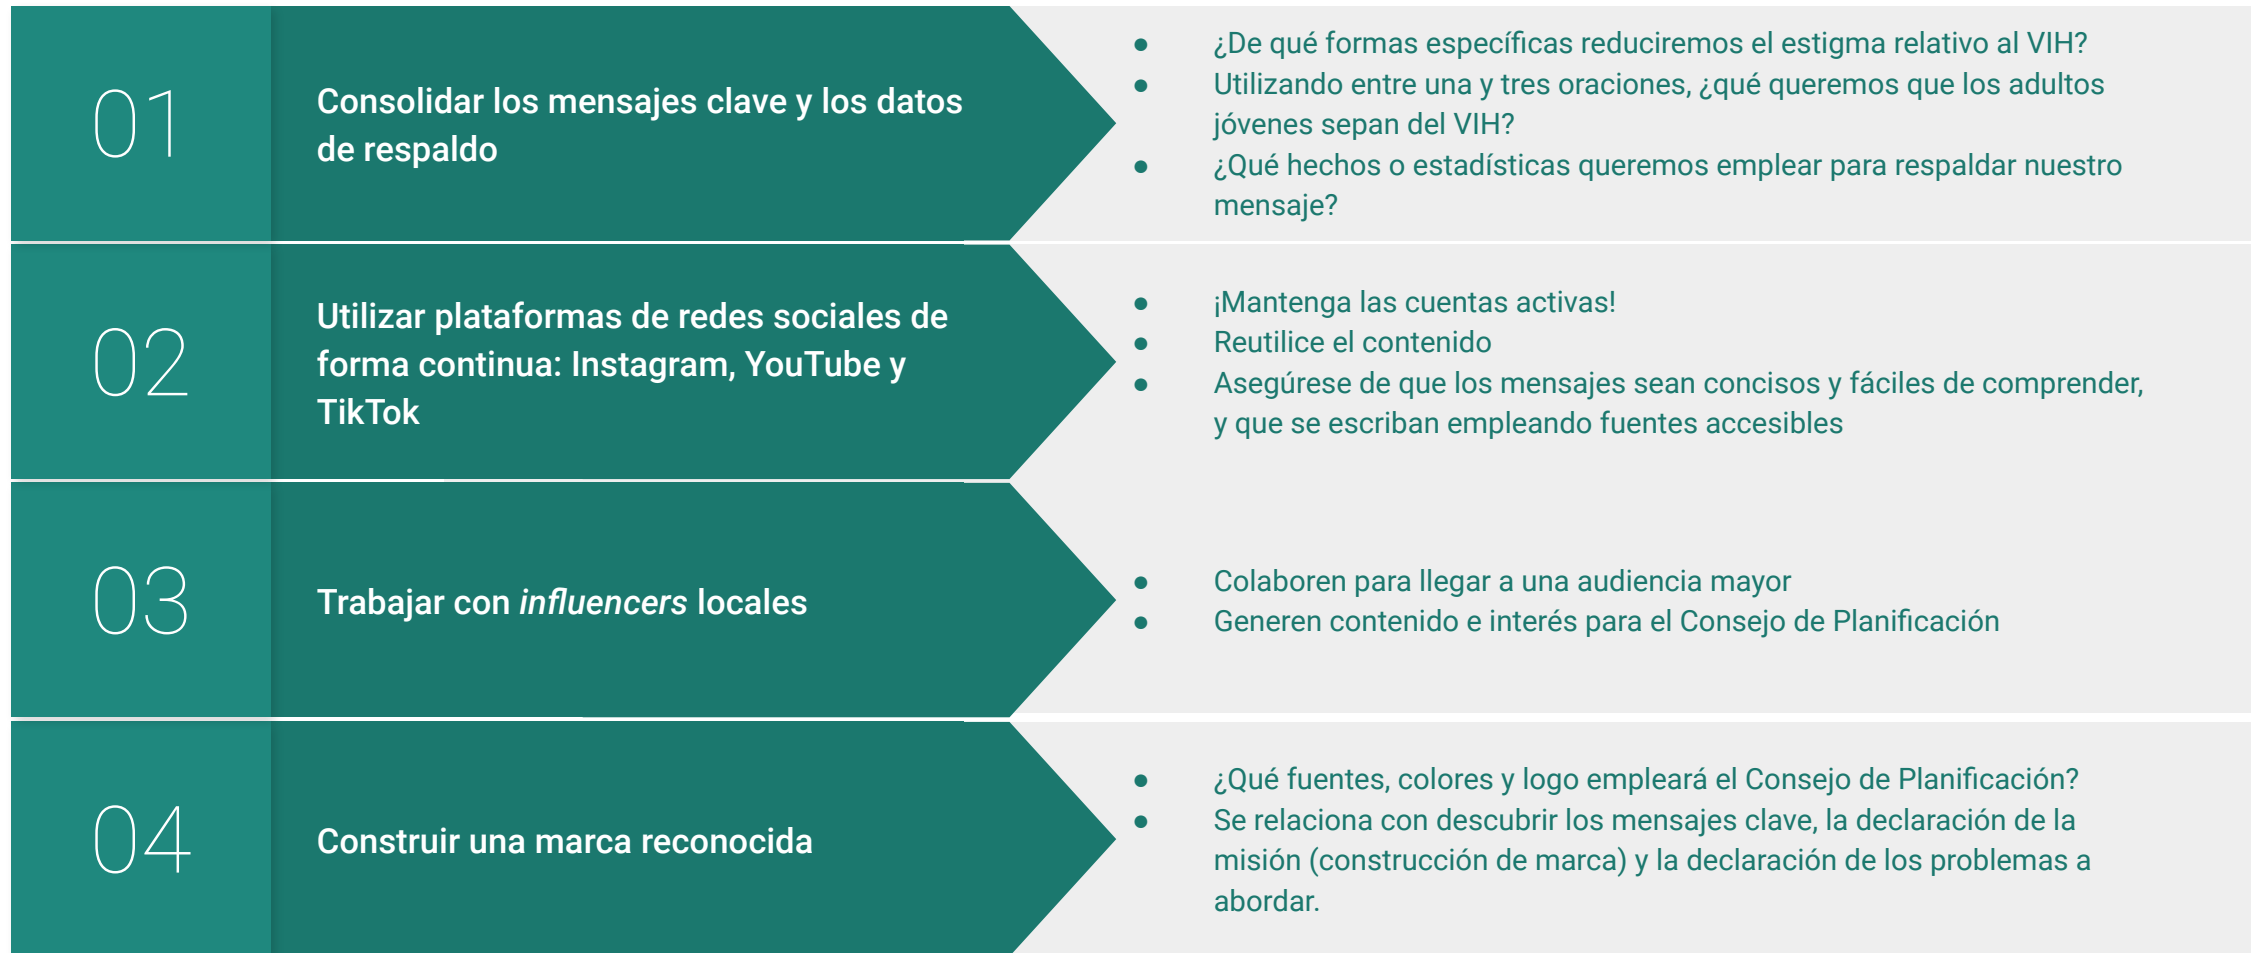 01
Consolidar los mensajes clave y los datos
de respaldo
● ¿De qué formas específicas reduciremos el estigma relativo al VIH?
● Utilizando entre una y tres oraciones, ¿qué queremos que los adultos
jóvenes sepan del VIH?
● ¿Qué hechos o estadísticas queremos emplear para respaldar nuestro
mensaje?
02
Utilizar plataformas de redes sociales de
forma continua: Instagram, YouTube y
TikTok
● ¡Mantenga las cuentas activas!
● Reutilice el contenido
● Asegúrese de que los mensajes sean concisos y fáciles de comprender,
y que se escriban empleando fuentes accesibles
03
Trabajar con influencers locales
● Colaboren para llegar a una audiencia mayor
● Generen contenido e interés para el Consejo de Planificación
04
Construir una marca reconocida
● ¿Qué fuentes, colores y logo empleará el Consejo de Planificación?
● Se relaciona con descubrir los mensajes clave, la declaración de la
misión (construcción de marca) y la declaración de los problemas a
abordar.